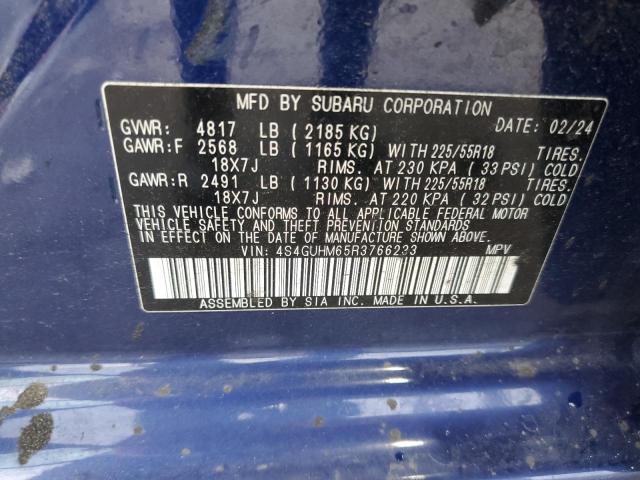 MFD BY SUBARU CORPORATION
GVWR: 4817 LB (2185 KG) DATE: 02/24
GAWR:F 2568 LB (1165 KG) WITH 225/55R18 TIRES.
18X7J RIMS. AT 230 KPA (33 PSI) COLD
GAWR:R 2491 LB (1130 KG) WITH 225/55R18 TIRES.
18X7J RIMS. AT 220 KPA (32 PSI) COLD
THIS VEHICLE CONFORMS TO ALL APPLICABLE FEDERAL MOTOR
VEHICLE SAFETY AND THEFT PREVENTION STANDARDS
IN EFFECT ON THE DATE OF MANUFACTURE SHOWN ABOVE.
VIN: 4S4GUHM65R3766223 MPV
ASSEMBLED BY SIA INC. MADE IN U.S.A.